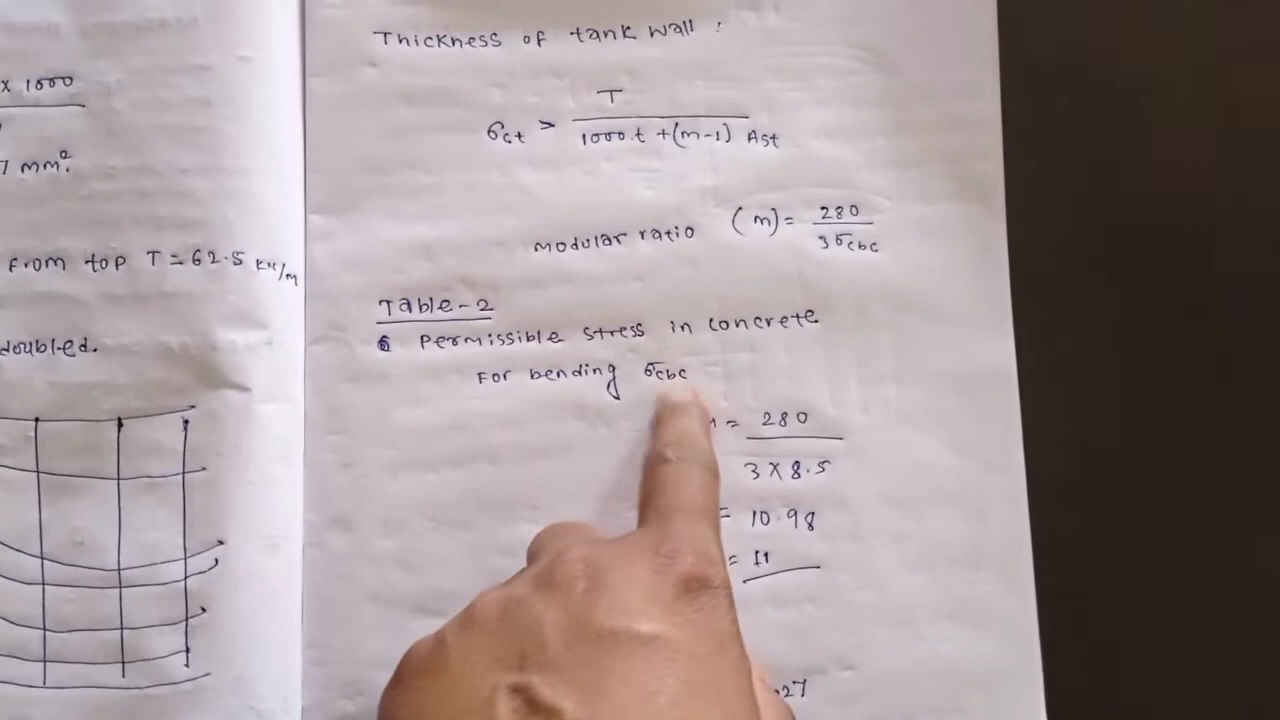 x 1000
7 mm².
From top T = 62.5 KN/m
doubled.
Thickness of tank wall :
σct > T / 1000.t + (m-1) Ast
Modular ratio (m) = 280 / 3σcbc
Table-2
Permissible stress in concrete
For bending σcbc
= 280 / 3 X 8.5
= 10.98
= 11
27